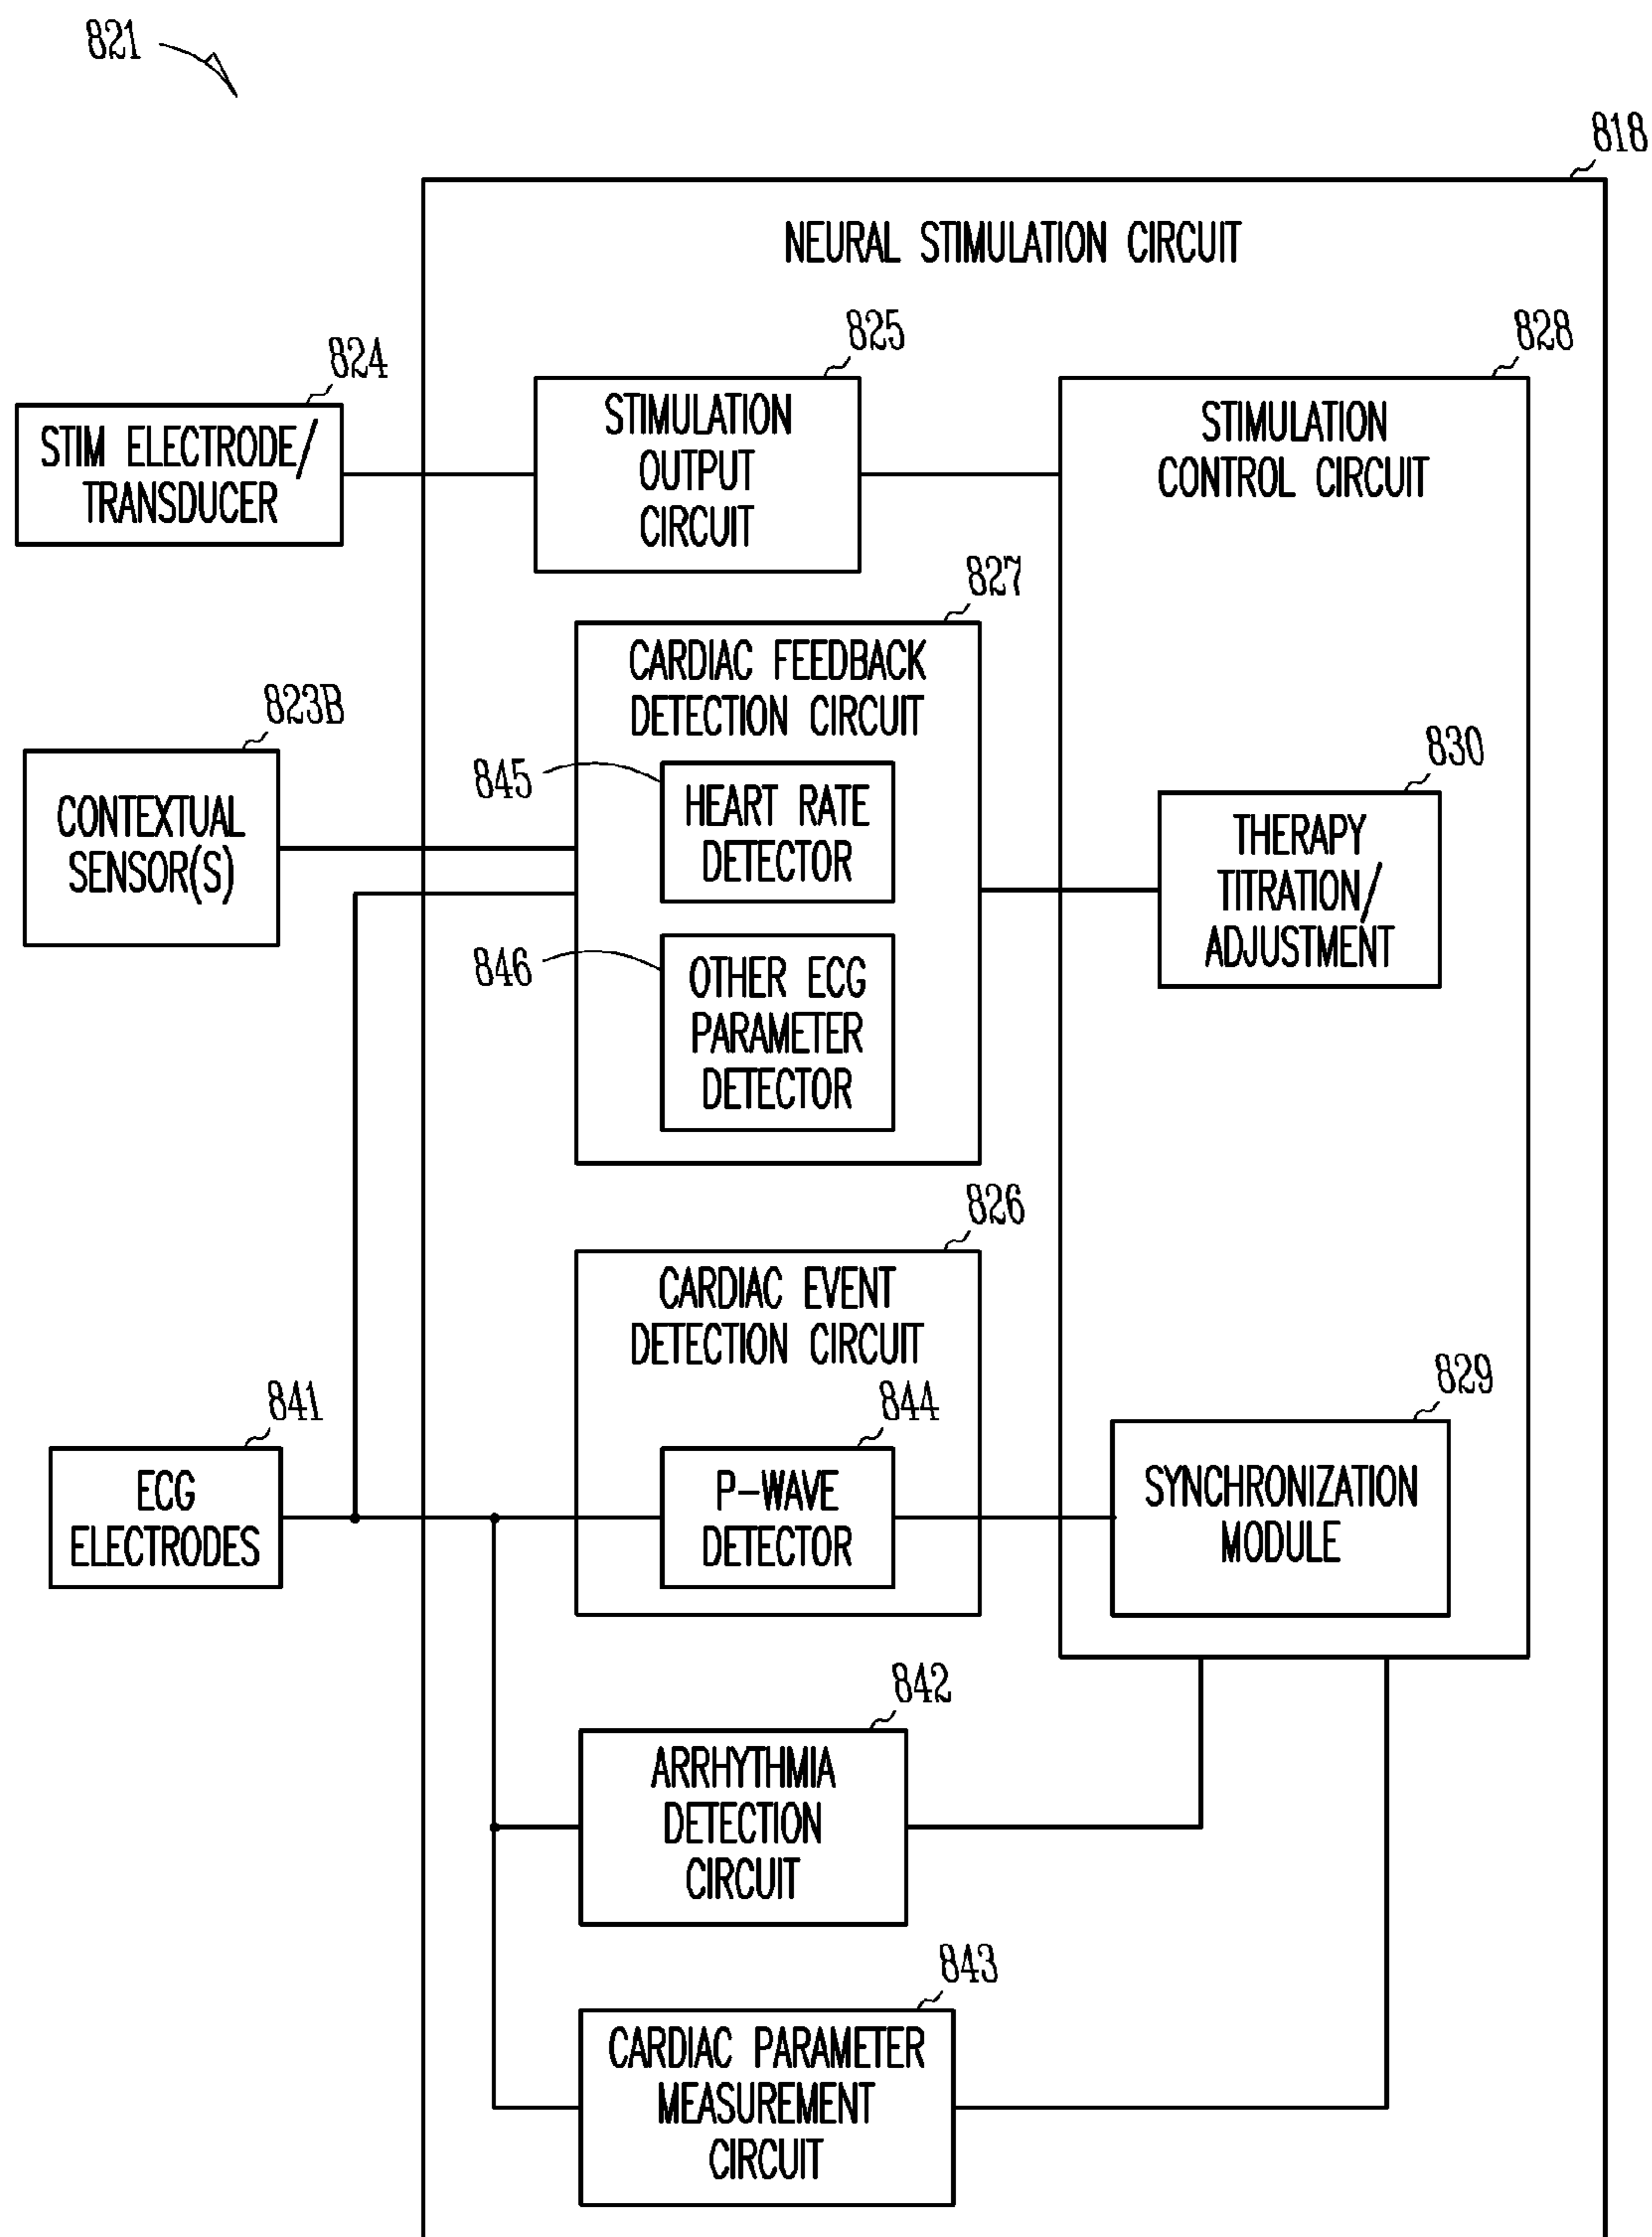 821
818
NEURAL STIMULATION CIRCUIT
824
STIM ELECTRODE/
TRANSDUCER
825
STIMULATION
OUTPUT
CIRCUIT
828
STIMULATION
CONTROL CIRCUIT
827
CARDIAC FEEDBACK
DETECTION CIRCUIT
823B
CONTEXTUAL
SENSOR(S)
845
HEART RATE
DETECTOR
830
THERAPY
TITRATION/
ADJUSTMENT
846
OTHER ECG
PARAMETER
DETECTOR
826
CARDIAC EVENT
DETECTION CIRCUIT
841
ECG
ELECTRODES
844
P-WAVE
DETECTOR
829
SYNCHRONIZATION
MODULE
842
ARRHYTHMIA
DETECTION
CIRCUIT
843
CARDIAC PARAMETER
MEASUREMENT
CIRCUIT